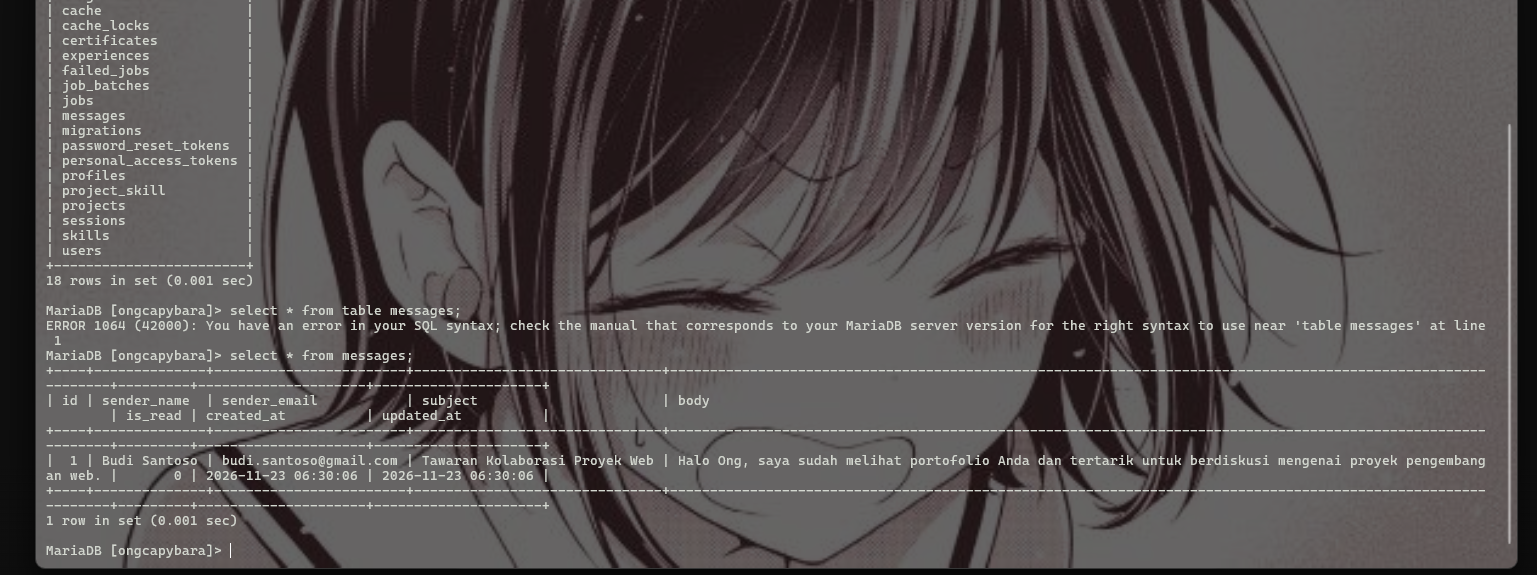 | cache                 |
| cache_locks           |
| certificates          |
| experiences           |
| failed_jobs           |
| job_batches           |
| jobs                  |
| messages              |
| migrations            |
| password_reset_tokens |
| personal_access_tokens |
| profiles              |
| project_skill         |
| projects              |
| sessions              |
| skills                |
| users                 |
+------------------------+
18 rows in set (0.001 sec)
MariaDB [ongcapybara]> select * from table messages;
ERROR 1064 (42000): You have an error in your SQL syntax; check the manual that corresponds to your MariaDB server version for the right syntax to use near 'table messages' at line
1
MariaDB [ongcapybara]> select * from messages;
| id | sender_name  | sender_email           | subject                       | body
| is_read | created_at          | updated_at          |
|  1 | Budi Santoso | budi.santoso@gmail.com | Tawaran Kolaborasi Proyek Web | Halo Ong, saya sudah melihat portofolio Anda dan tertarik untuk berdiskusi mengenai proyek pengembang
an web. |       0 | 2026-11-23 06:30:06 | 2026-11-23 06:30:06 |
1 row in set (0.001 sec)
MariaDB [ongcapybara]>